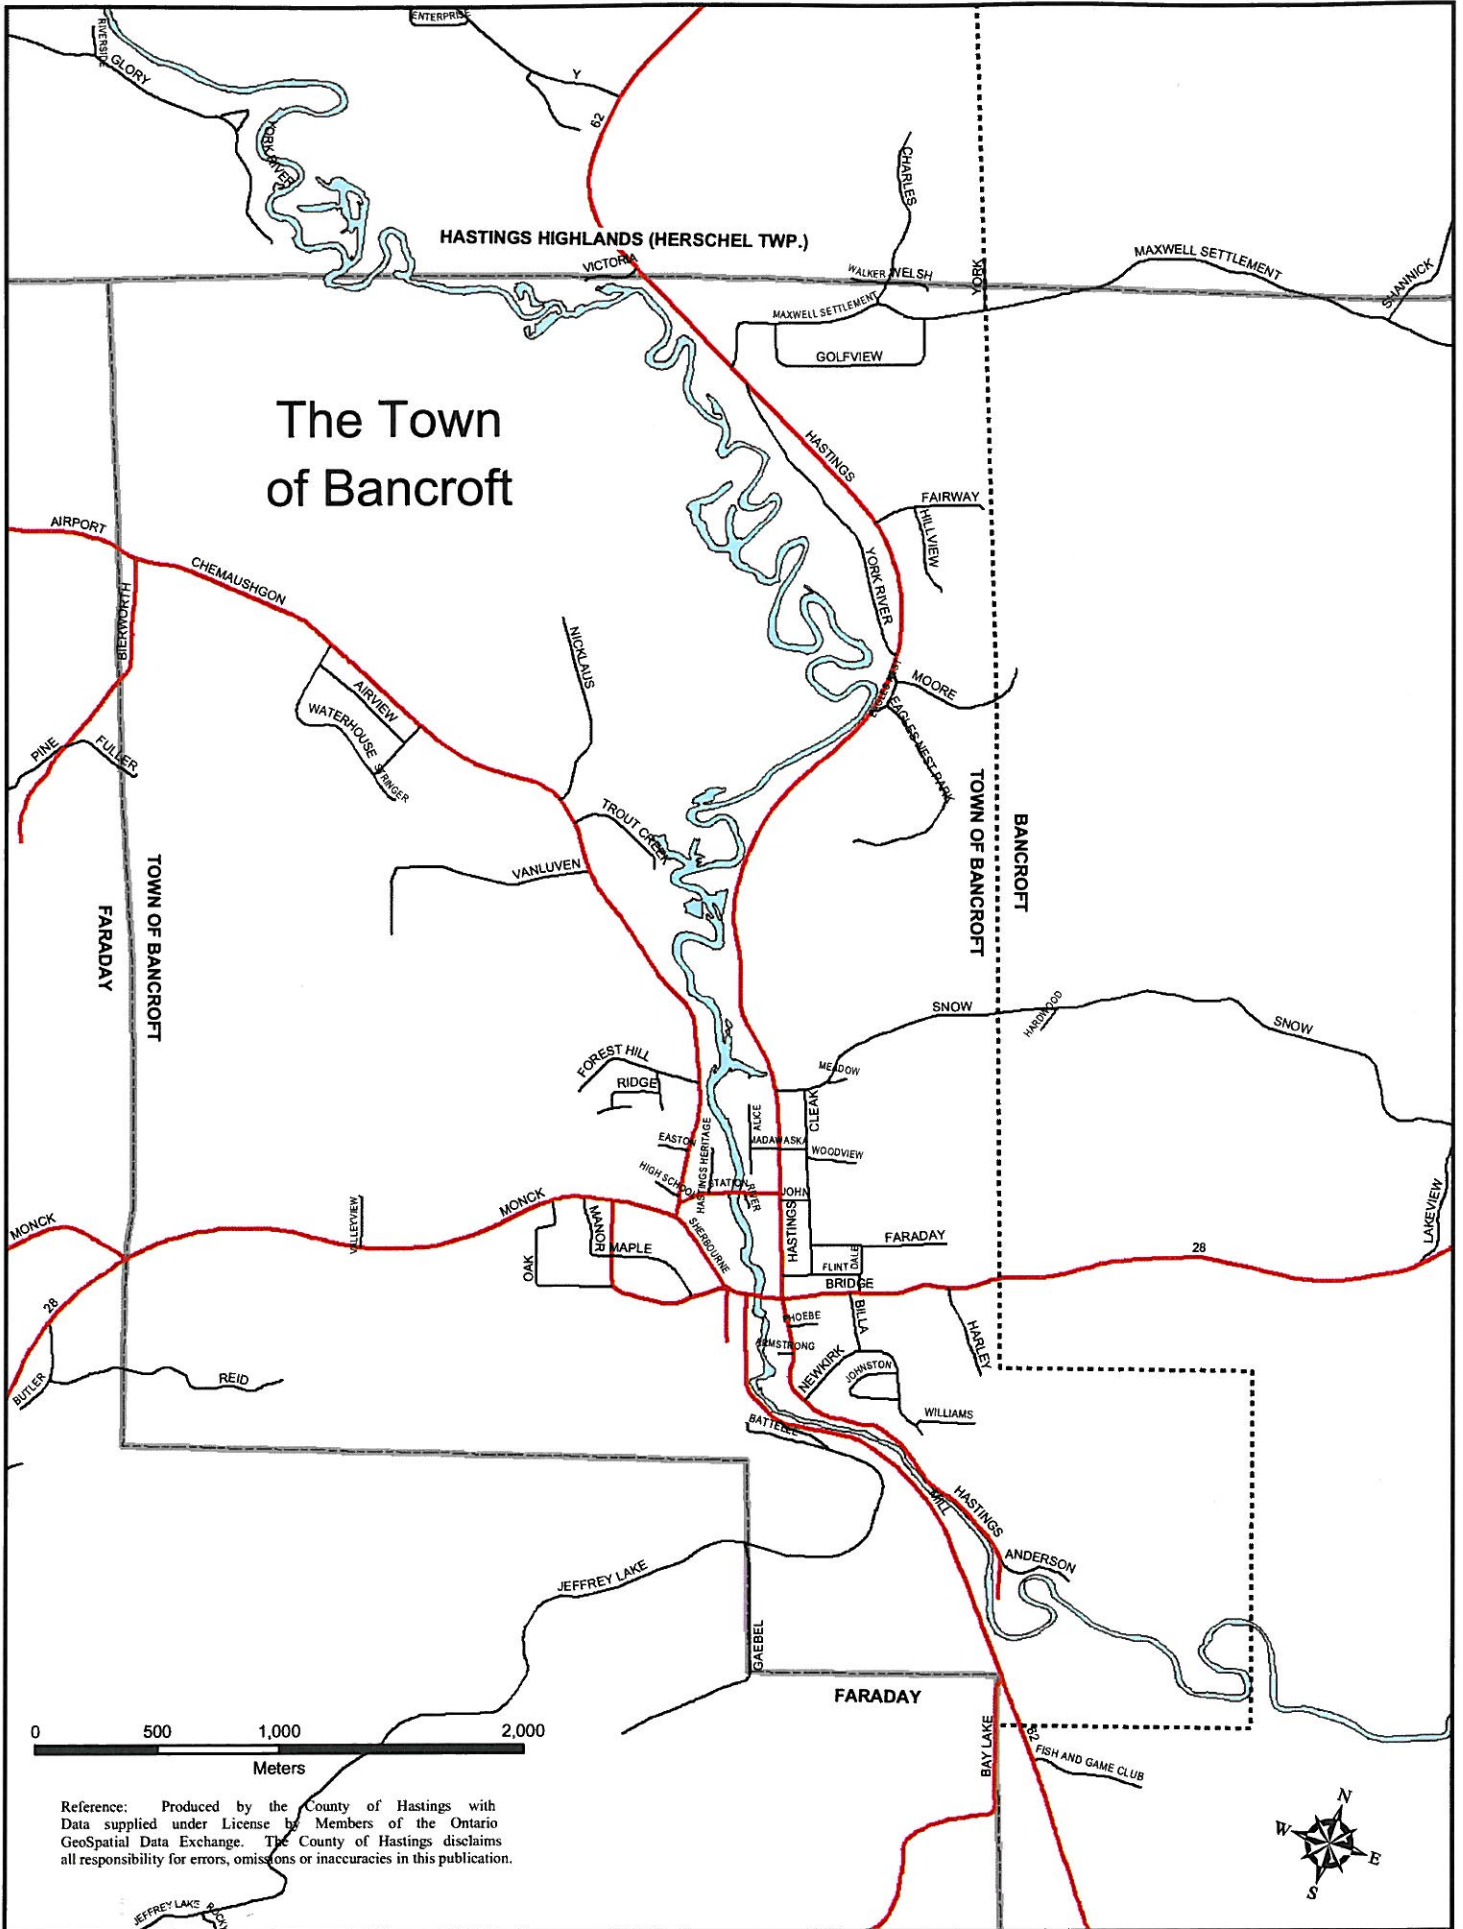 ENTERPRISE
RIVERSIDE
GLORY
Y
62
YORK RIVER
CHARLES
HASTINGS HIGHLANDS (HERSCHEL TWP.)
VICTORIA
WALKER
WELSH
YORK
MAXWELL SETTLEMENT
SHANNICK
MAXWELL SETTLEMENT
GOLFVIEW
The Town
of Bancroft
HASTINGS
FAIRWAY
HILLVIEW
AIRPORT
CHEMAUSHGON
BIERWORTH
YORK RIVER
NICKLAUS
AIRVIEW
WATERHOUSE
STRINGER
PINE
FULLER
EAGLES NEST
MOORE
EAGLES NEST PARK
TROUT CREEK
VANLUVEN
TOWN OF BANCROFT
BANCROFT
TOWN OF BANCROFT
FARADAY
SNOW
HARDWOOD
SNOW
FOREST HILL
RIDGE
MEADOW
CLEAK
ALICE
EASTON
HASTINGS HERITAGE
MADAWASKA
WOODVIEW
HIGH SCHOOL
STATION
RIVER
JOHN
MONCK
MONCK
VALLEYVIEW
MANOR
MAPLE
OAK
SHERBOURNE
HASTINGS
FARADAY
DALE
FLINT
BRIDGE
28
LAKEVIEW
28
PHOEBE
BILLA
HARLEY
ARMSTRONG
NEWKIRK
JOHNSTON
BUTLER
REID
BATTELLE
WILLIAMS
MILL
HASTINGS
ANDERSON
JEFFREY LAKE
GAEBEL
FARADAY
BAY LAKE
62
FISH AND GAME CLUB
0 500 1,000 2,000
Meters
Reference: Produced by the County of Hastings with
Data supplied under License by Members of the Ontario
GeoSpatial Data Exchange. The County of Hastings disclaims
all responsibility for errors, omissions or inaccuracies in this publication.
JEFFREY LAKE
N
W
E
S